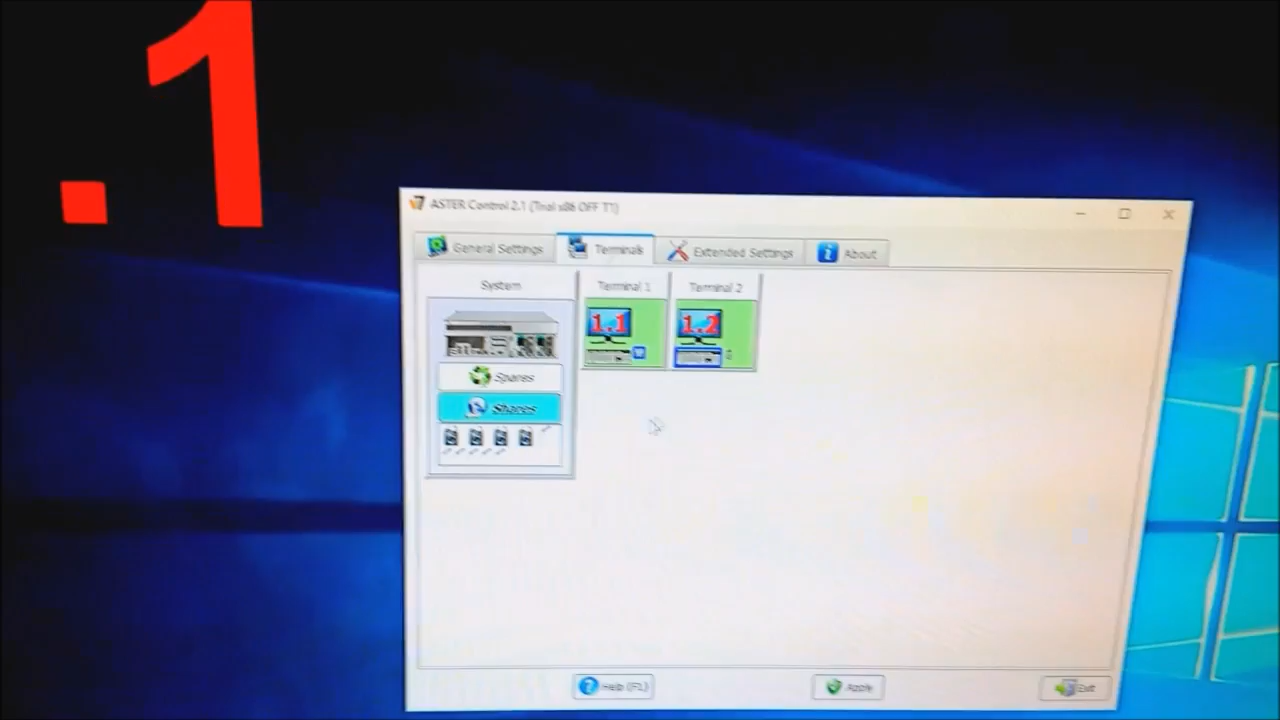 .1
ASTER Control 2.1 (Trial x86 OFF T1)
General Settings
Terminals
Extended Settings
About
System
Terminal 1
Terminal 2
1.1
1.2
Spares
Shares
Help (F1)
Apply
Exit